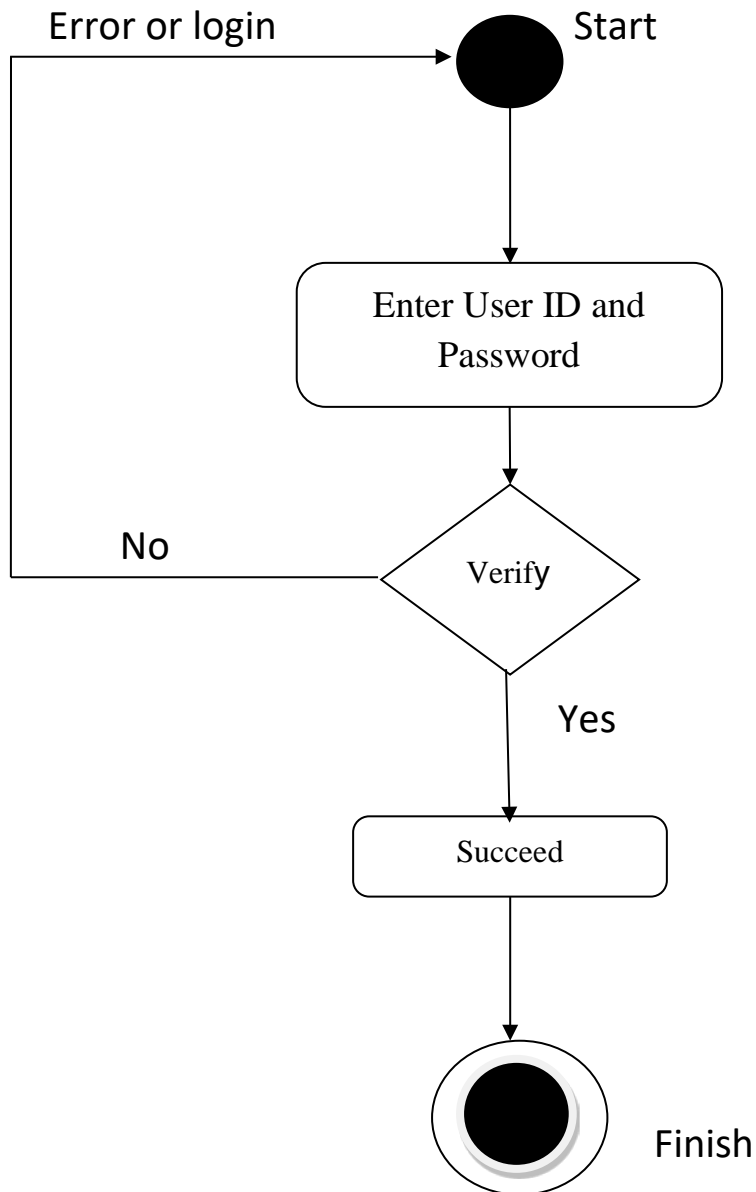 Error or login
Start
Enter User ID and
Password
No
Verify
Yes
Succeed
Finish